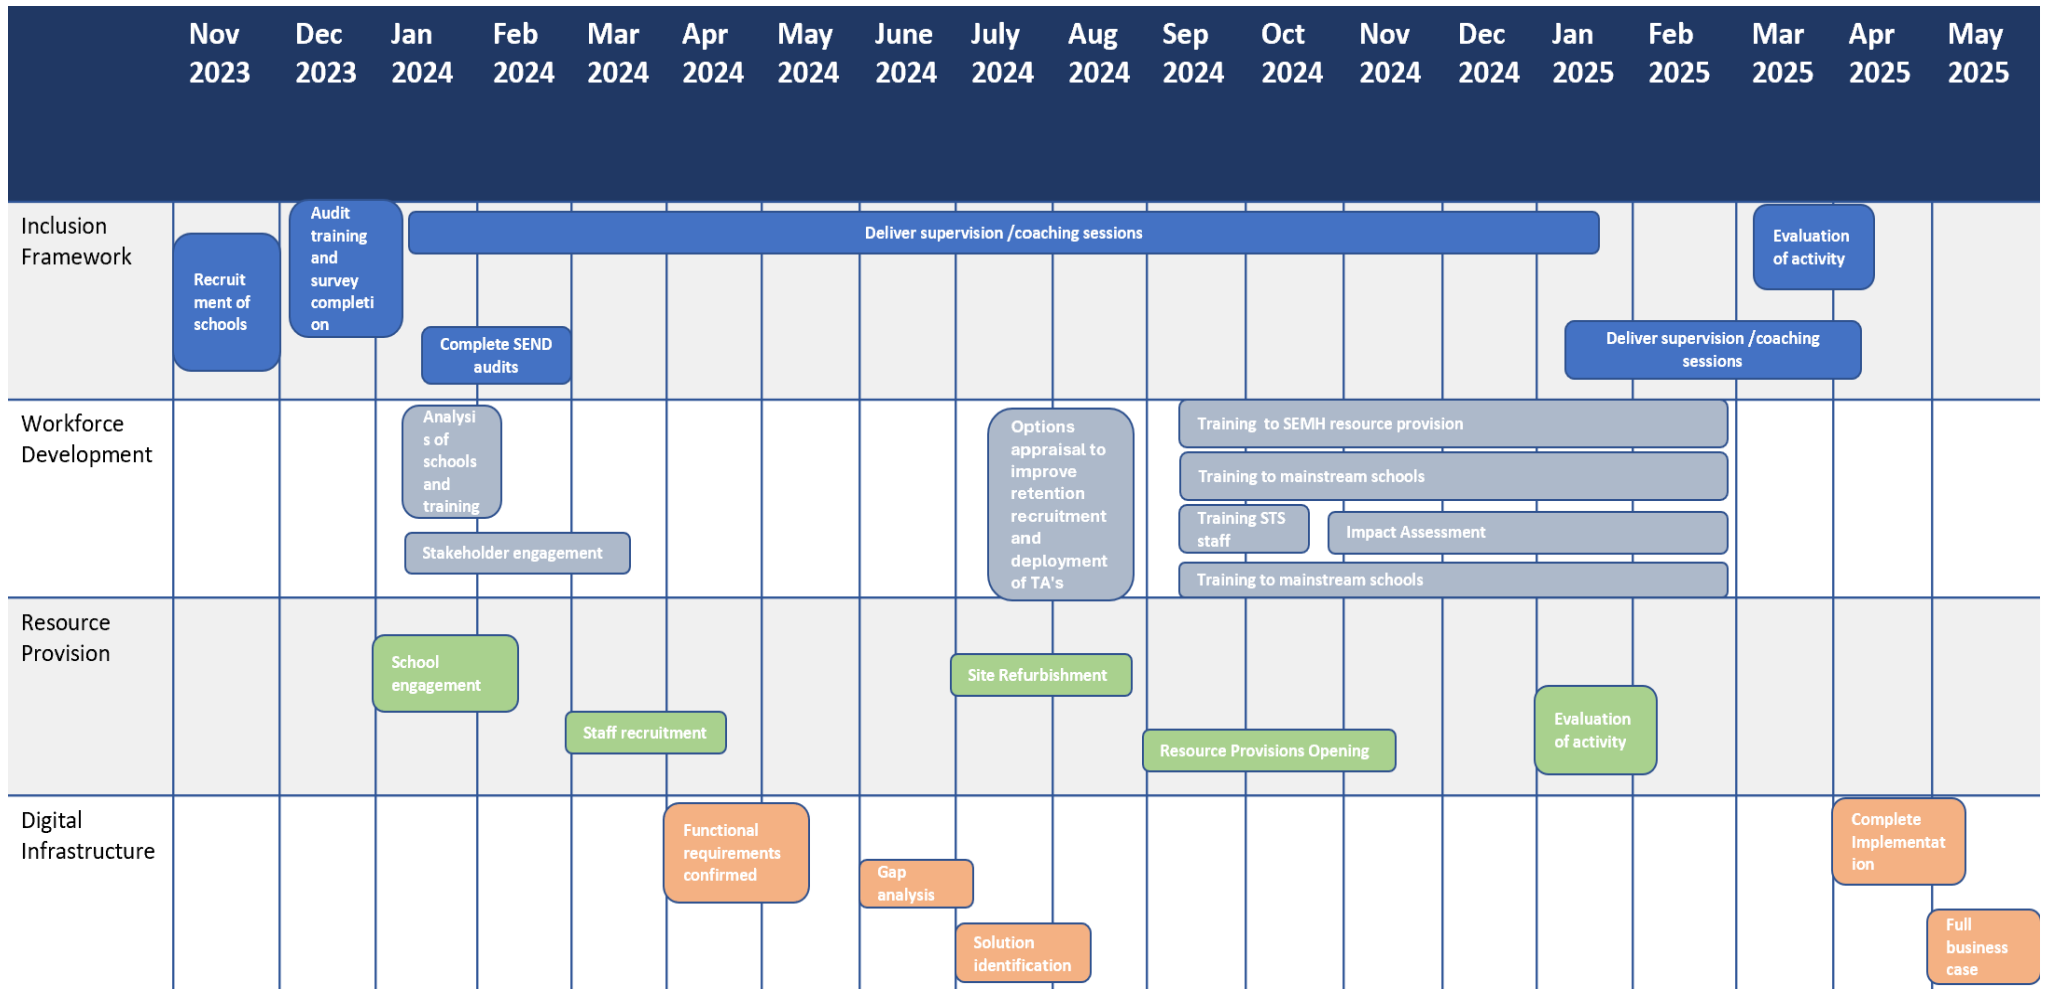 Nov
2023
Dec
2023
Jan
2024
Feb
2024
Mar
2024
Apr
2024
May
2024
June
2024
July
2024
Aug
2024
Sep
2024
Oct
2024
Nov
2024
Dec
2024
Jan
2025
Feb
2025
Mar
2025
Apr
2025
May
2025
Inclusion
Framework
Recruit
ment of
schools
Audit
training
and
survey
completi
on
Deliver supervision /coaching sessions
Complete SEND
audits
Evaluation
of activity
Deliver supervision /coaching
sessions
Workforce
Development
Analysi
s of
schools
and
training
Stakeholder engagement
Options
appraisal to
improve
retention
recruitment
and
deployment
of TA's
Training  to SEMH resource provision
Training to mainstream schools
Training STS
staff
Impact Assessment
Training to mainstream schools
Resource
Provision
School
engagement
Staff recruitment
Site Refurbishment
Resource Provisions Opening
Evaluation
of activity
Digital
Infrastructure
Functional
requirements
confirmed
Gap
analysis
Solution
identification
Complete
Implementat
ion
Full
business
case